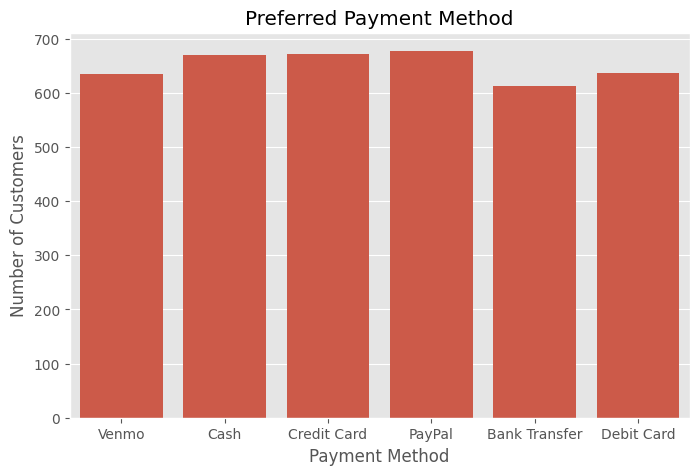 Preferred Payment Method
700
600
500
400
300
200
100
0
Number of Customers
Venmo Cash Credit Card PayPal Bank Transfer Debit Card
Payment Method